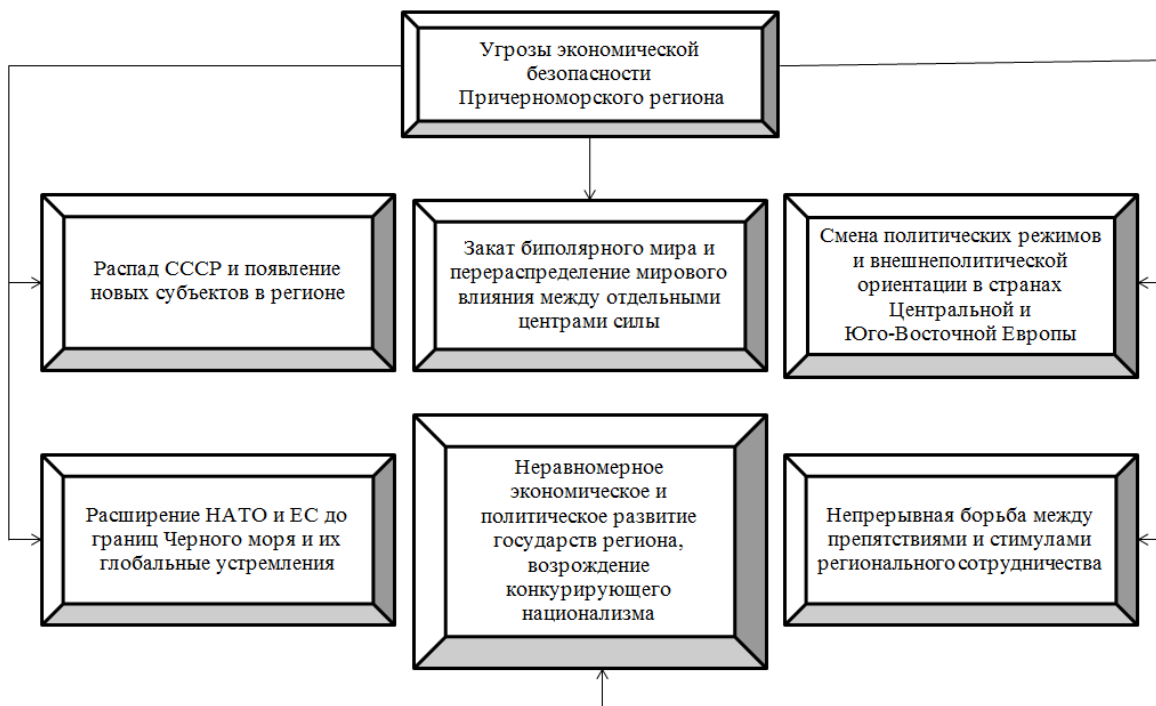 Угрозы экономической
безопасности
Причерноморского региона
Распад СССР и появление
новых субъектов в регионе
Закат биполярного мира и
перераспределение мирового
влияния между отдельными
центрами силы
Смена политических режимов
и внешнеполитической
ориентации в странах
Центральной и
Юго-Восточной Европы
Расширение НАТО и ЕС до
границ Черного моря и их
глобальные устремления
Неравномерное
экономическое и
политическое развитие
государств региона,
возрождение
конкурирующего
национализма
Непрерывная борьба между
препятствиями и стимулами
регионального сотрудничества